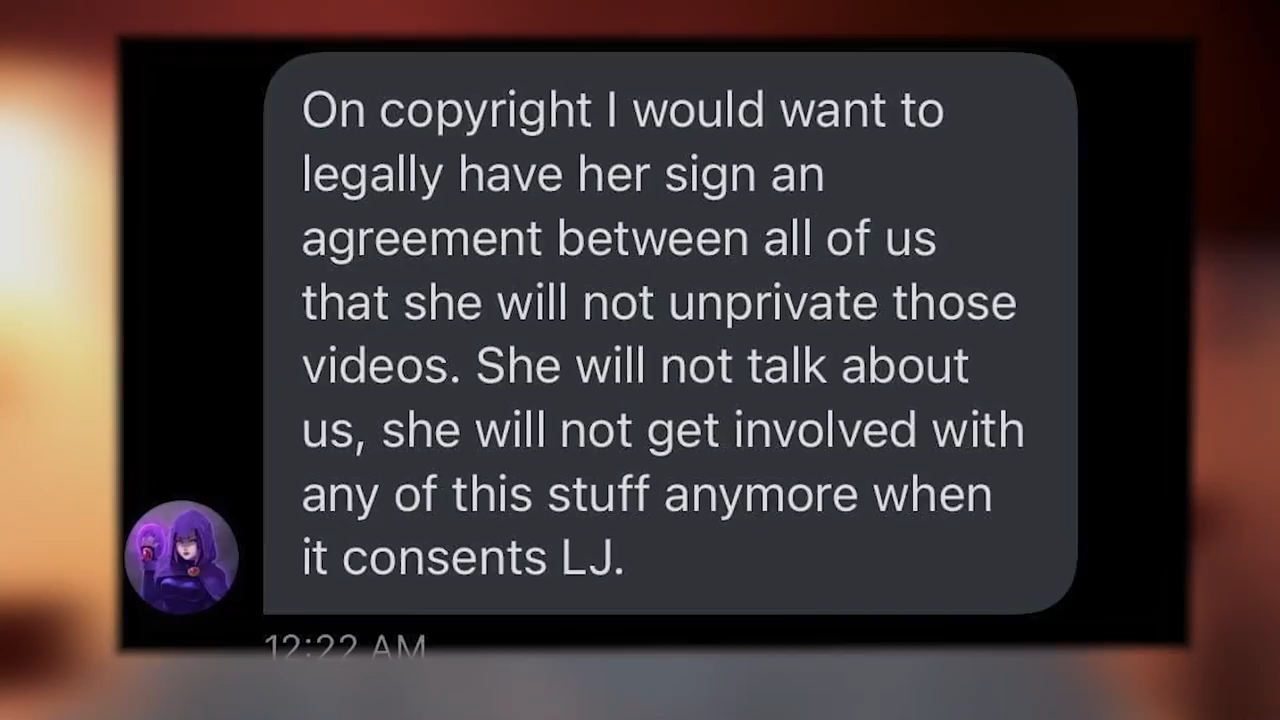 On copyright I would want to
legally have her sign an
agreement between all of us
that she will not unprivate those
videos. She will not talk about
us, she will not get involved with
any of this stuff anymore when
it consents LJ.
12:22 AM